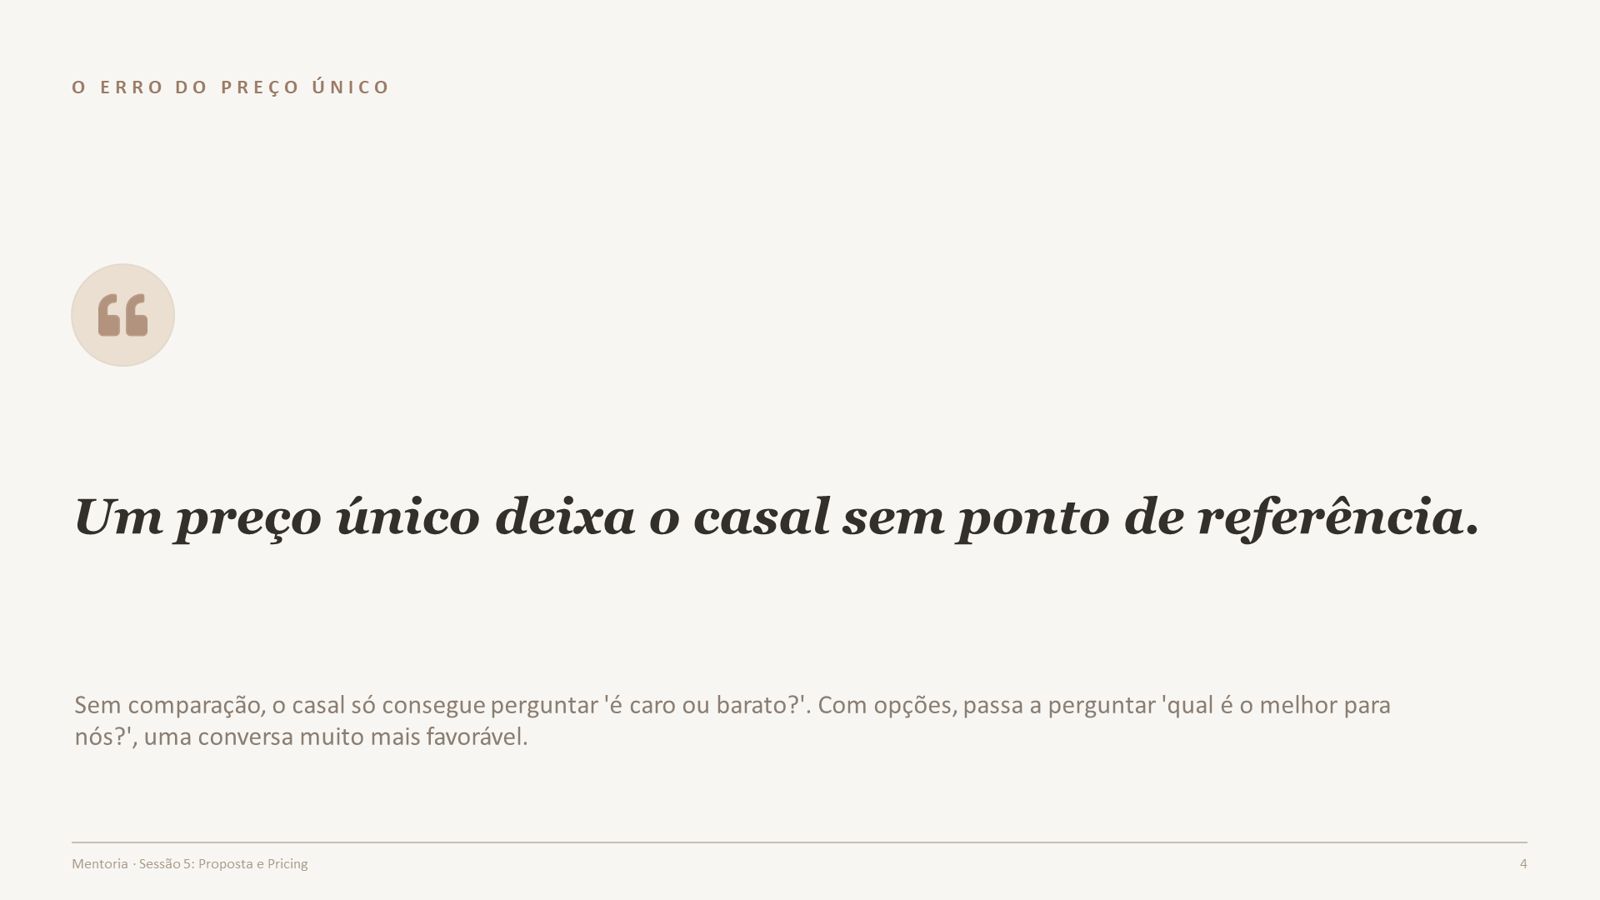 O ERRO DO PREÇO ÚNICO
Um preço único deixa o casal sem ponto de referência.
Sem comparação, o casal só consegue perguntar 'é caro ou barato?'. Com opções, passa a perguntar 'qual é o melhor para
nós?', uma conversa muito mais favorável.
Mentoria · Sessão 5: Proposta e Pricing
4